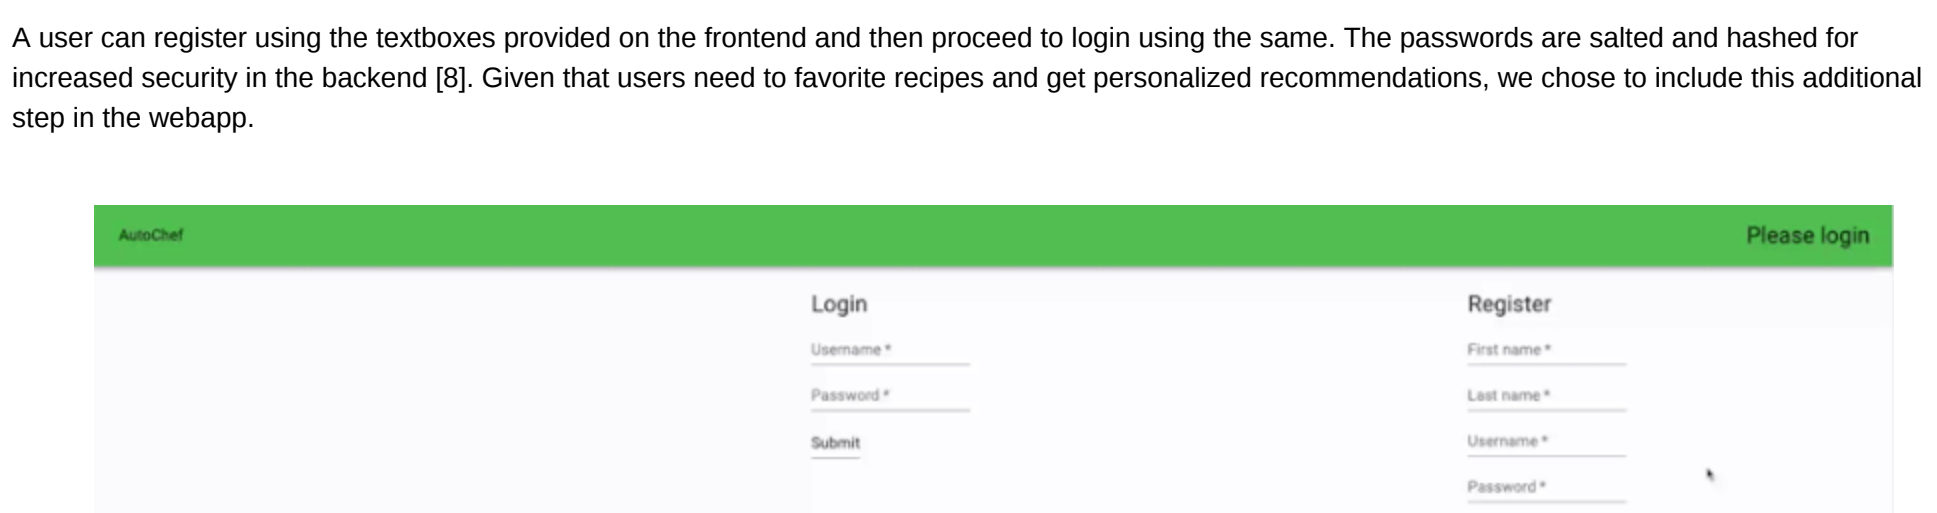 A user can register using the textboxes provided on the frontend and then proceed to login using the same. The passwords are salted and hashed for
increased security in the backend [8]. Given that users need to favorite recipes and get personalized recommendations, we chose to include this additional
step in the webapp.
AutoChef
Please login
Login
Username *
Password *
Submit
Register
First name *
Last name *
Username *
Password *